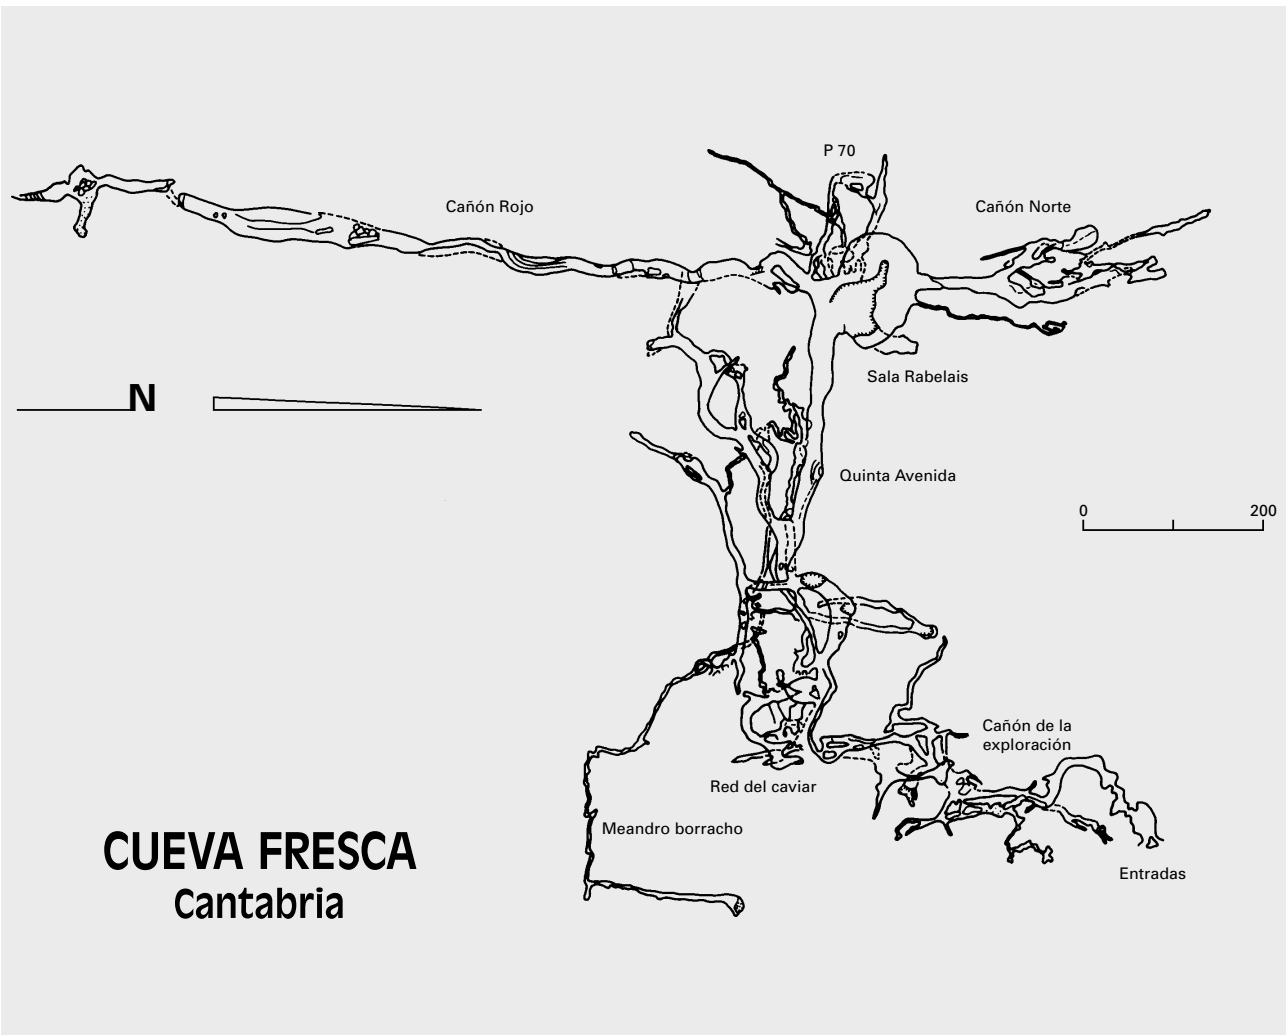 P 70
Cañón Rojo
Cañón Norte
Sala Rabelais
N
Quinta Avenida
0 200
Cañón de la
exploración
Red del caviar
Meandro borracho
CUEVA FRESCA
Cantabria
Entradas